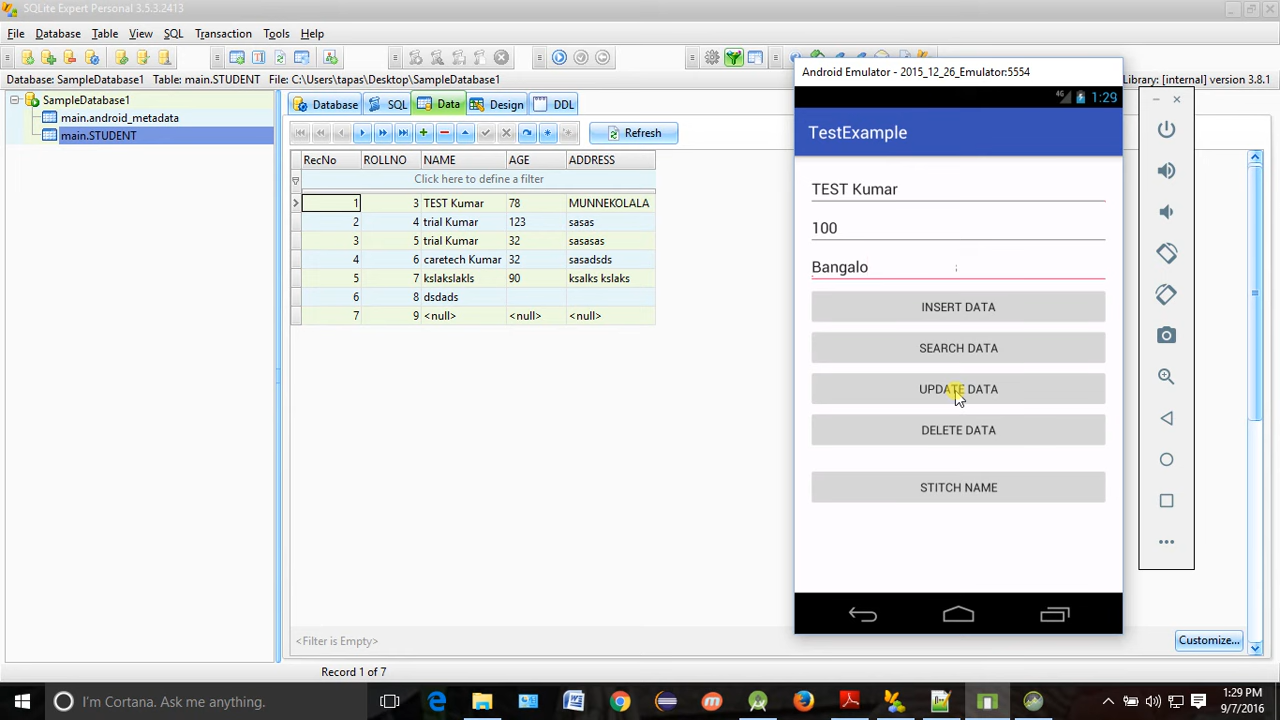 SQLite Expert Personal 3.5.3.2413
File Database Table View SQL Transaction Tools Help
Database: SampleDatabase1 Table: main.STUDENT File: C:\Users\tapas\Desktop\SampleDatabase1
Library: [internal] version 3.8.1
SampleDatabase1
main.android_metadata
main.STUDENT
Database SQL Data Design DDL
Refresh
RecNo ROLLNO NAME AGE ADDRESS
Click here to define a filter
1 3 TEST Kumar 78 MUNNEKOLALA
2 4 trial Kumar 123 sasas
3 5 trial Kumar 32 sasasas
4 6 caretech Kumar 32 sasadsds
5 7 kslakslakls 90 ksalks kslaks
6 8 dsdads
7 9 <null> <null> <null>
<Filter is Empty>
Customize...
Record 1 of 7
Android Emulator - 2015_12_26_Emulator:5554
4G 1:29
TestExample
TEST Kumar
100
Bangalo
INSERT DATA
SEARCH DATA
UPDATE DATA
DELETE DATA
STITCH NAME
I'm Cortana. Ask me anything.
1:29 PM
9/7/2016